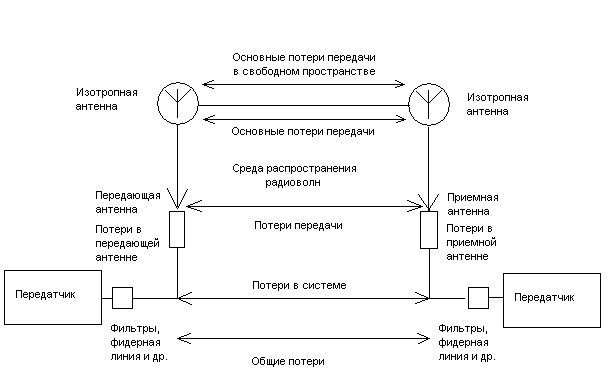 Основные потери передачи
в свободном пространстве
Изотропная
антенна
Изотропная
антенна
Основные потери передачи
Среда распространения
радиоволн
Передающая
антенна
Приемная
антенна
Потери в
передающей
антенне
Потери передачи
Потери в
приемной
антенне
Передатчик
Потери в системе
Передатчик
Фильтры,
фидерная
линия и др.
Фильтры,
фидерная
линия и др.
Общие потери